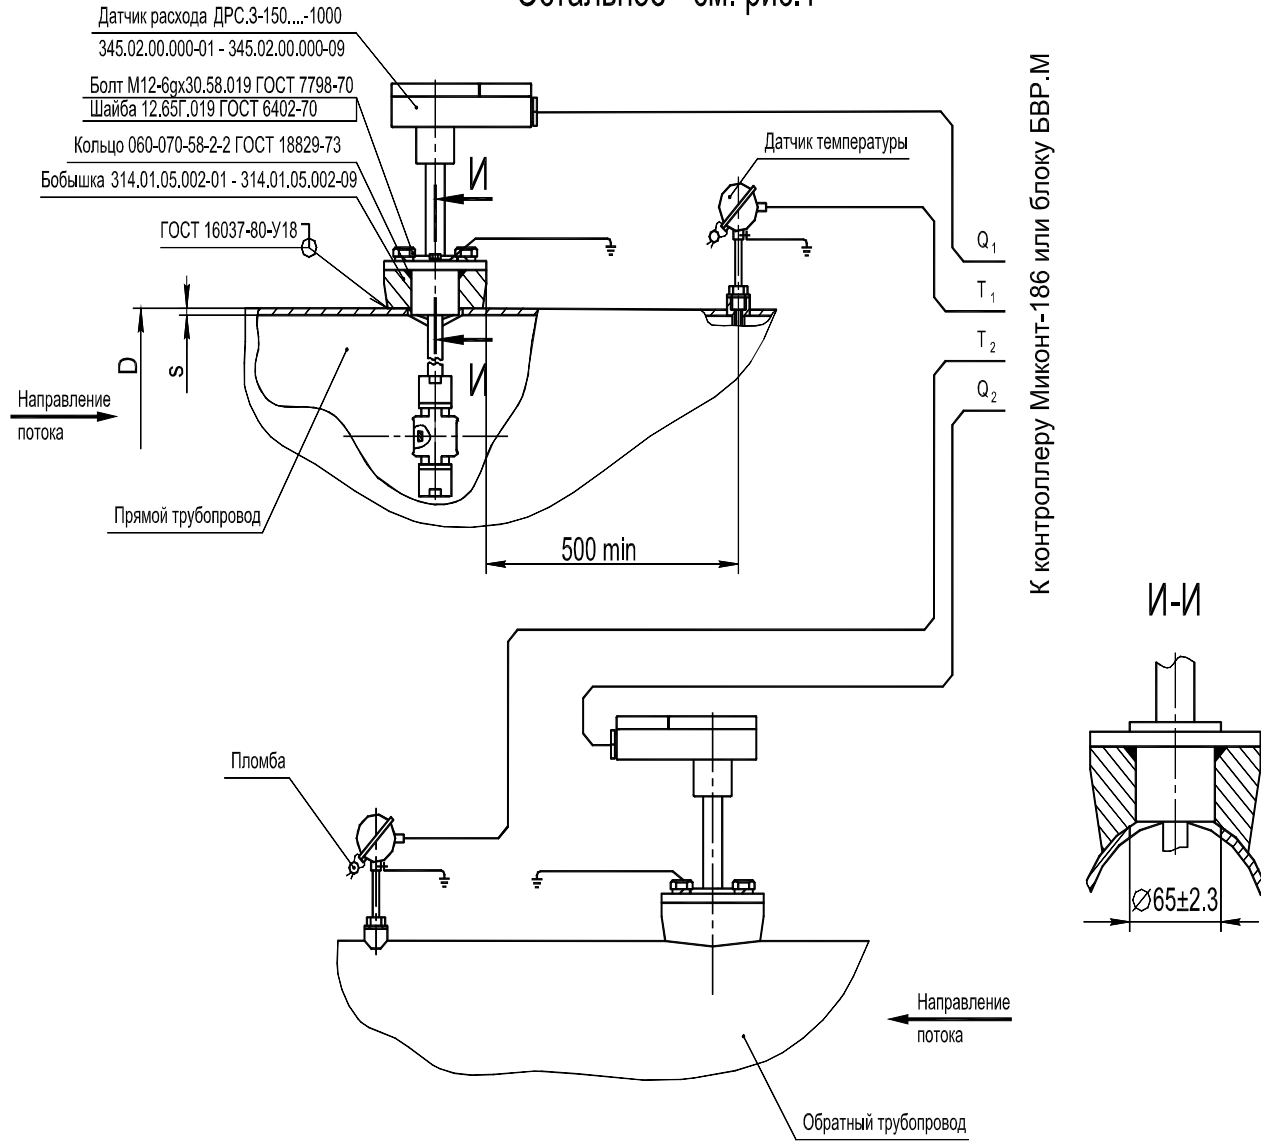 Остальное - см. рис.1
Датчик расхода ДРС.З-150....-1000
345.02.00.000-01 - 345.02.00.000-09
Болт М12-6gх30.58.019 ГОСТ 7798-70
Шайба 12.65Г.019 ГОСТ 6402-70
Кольцо 060-070-58-2-2 ГОСТ 18829-73
Бобышка 314.01.05.002-01 - 314.01.05.002-09
ГОСТ 16037-80-У18
И
И
Датчик температуры
Q1
T1
T2
Q2
К контроллеру Миконт-186 или блоку БВР.М
D
s
Направление
потока
Прямой трубопровод
500 min
И-И
Ø65±2.3
Пломба
Направление
потока
Обратный трубопровод